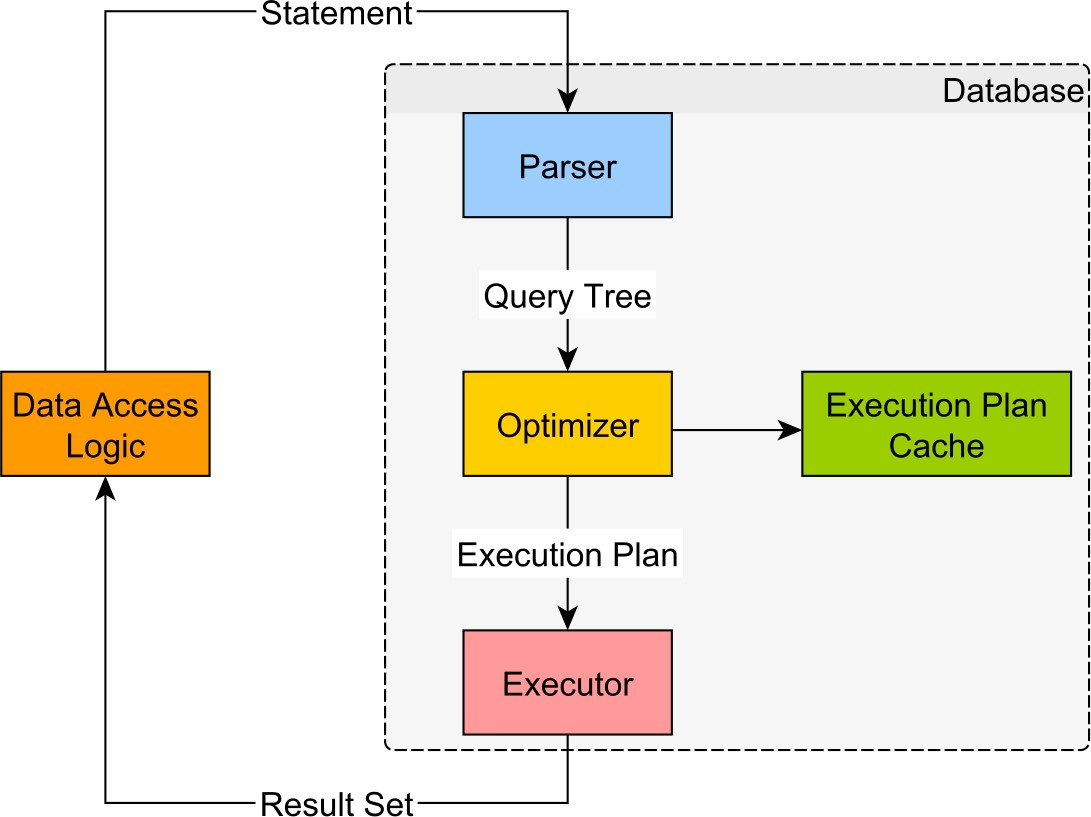 Statement
Database
Parser
Query Tree
Data Access
Logic
Optimizer
Execution Plan
Cache
Execution Plan
Executor
Result Set